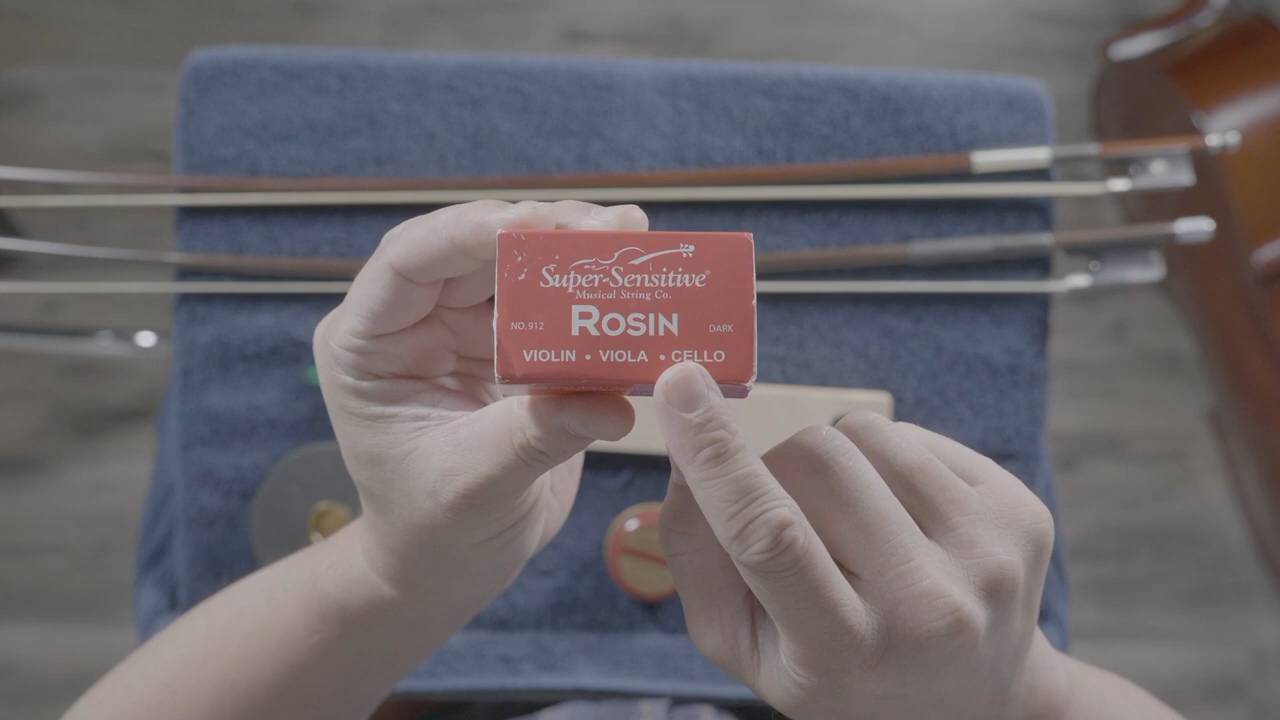 Super-Sensitive®
Musical String Co.
ROSIN
NO. 912 DARK
VIOLIN • VIOLA • CELLO